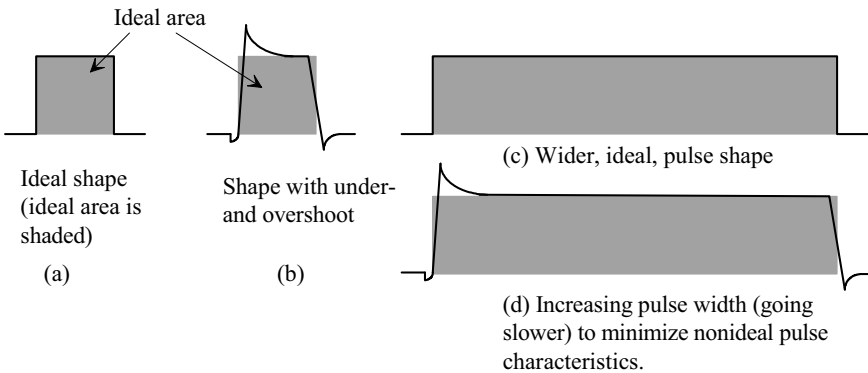 Ideal area
Ideal shape
(ideal area is
shaded)
(a)
Shape with under-
and overshoot
(b)
(c) Wider, ideal, pulse shape
(d) Increasing pulse width (going
slower) to minimize nonideal pulse
characteristics.